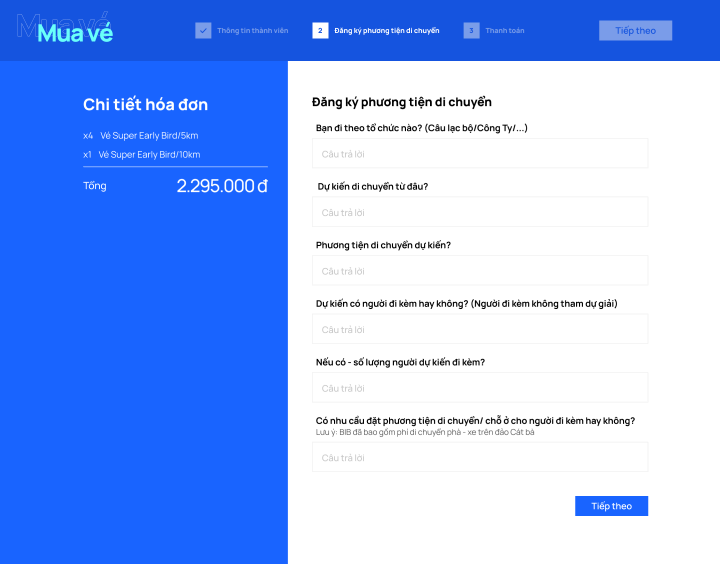 Mua vé
Mua vé
Thông tin thành viên
2 Đăng ký phương tiện di chuyển
3 Thanh toán
Tiếp theo
Chi tiết hóa đơn
x4 Vé Super Early Bird/5km
x1 Vé Super Early Bird/10km
Tổng 2.295.000 đ
Đăng ký phương tiện di chuyển
Bạn đi theo tổ chức nào? (Câu lạc bộ/Công Ty/...)
Câu trả lời
Dự kiến di chuyển từ đâu?
Câu trả lời
Phương tiện di chuyển dự kiến?
Câu trả lời
Dự kiến có người đi kèm hay không? (Người đi kèm không tham dự giải)
Câu trả lời
Nếu có - số lượng người dự kiến đi kèm?
Câu trả lời
Có nhu cầu đặt phương tiện di chuyển/ chỗ ở cho người đi kèm hay không?
Lưu ý: BIB đã bao gồm phí di chuyển phà - xe trên đảo Cát bà
Câu trả lời
Tiếp theo